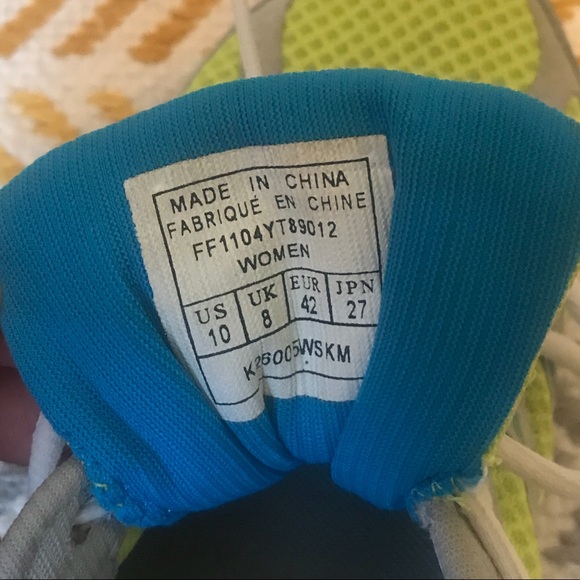 MADE IN CHINA
FABRIQUÉ EN CHINE
FF1104YT89012
WOMEN
US UK EUR JPN
10 8 42 27